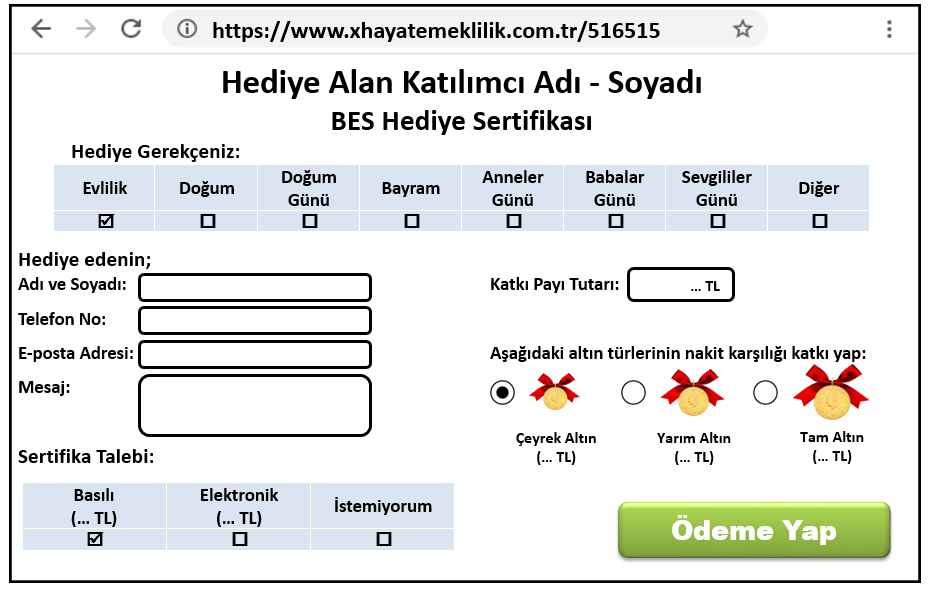 https://www.xhayatemeklilik.com.tr/516515
Hediye Alan Katılımcı Adı - Soyadı
BES Hediye Sertifikası
Hediye Gerekçeniz:
Evlilik Doğum Doğum Günü Bayram Anneler Günü Babalar Günü Sevgililer Günü Diğer
Hediye edenin;
Adı ve Soyadı:
Telefon No:
E-posta Adresi:
Mesaj:
Katkı Payı Tutarı: ... TL
Aşağıdaki altın türlerinin nakit karşılığı katkı yap:
Çeyrek Altın Yarım Altın Tam Altın
(... TL) (... TL) (... TL)
Sertifika Talebi:
Basılı Elektronik İstemiyorum
(... TL) (... TL)
Ödeme Yap